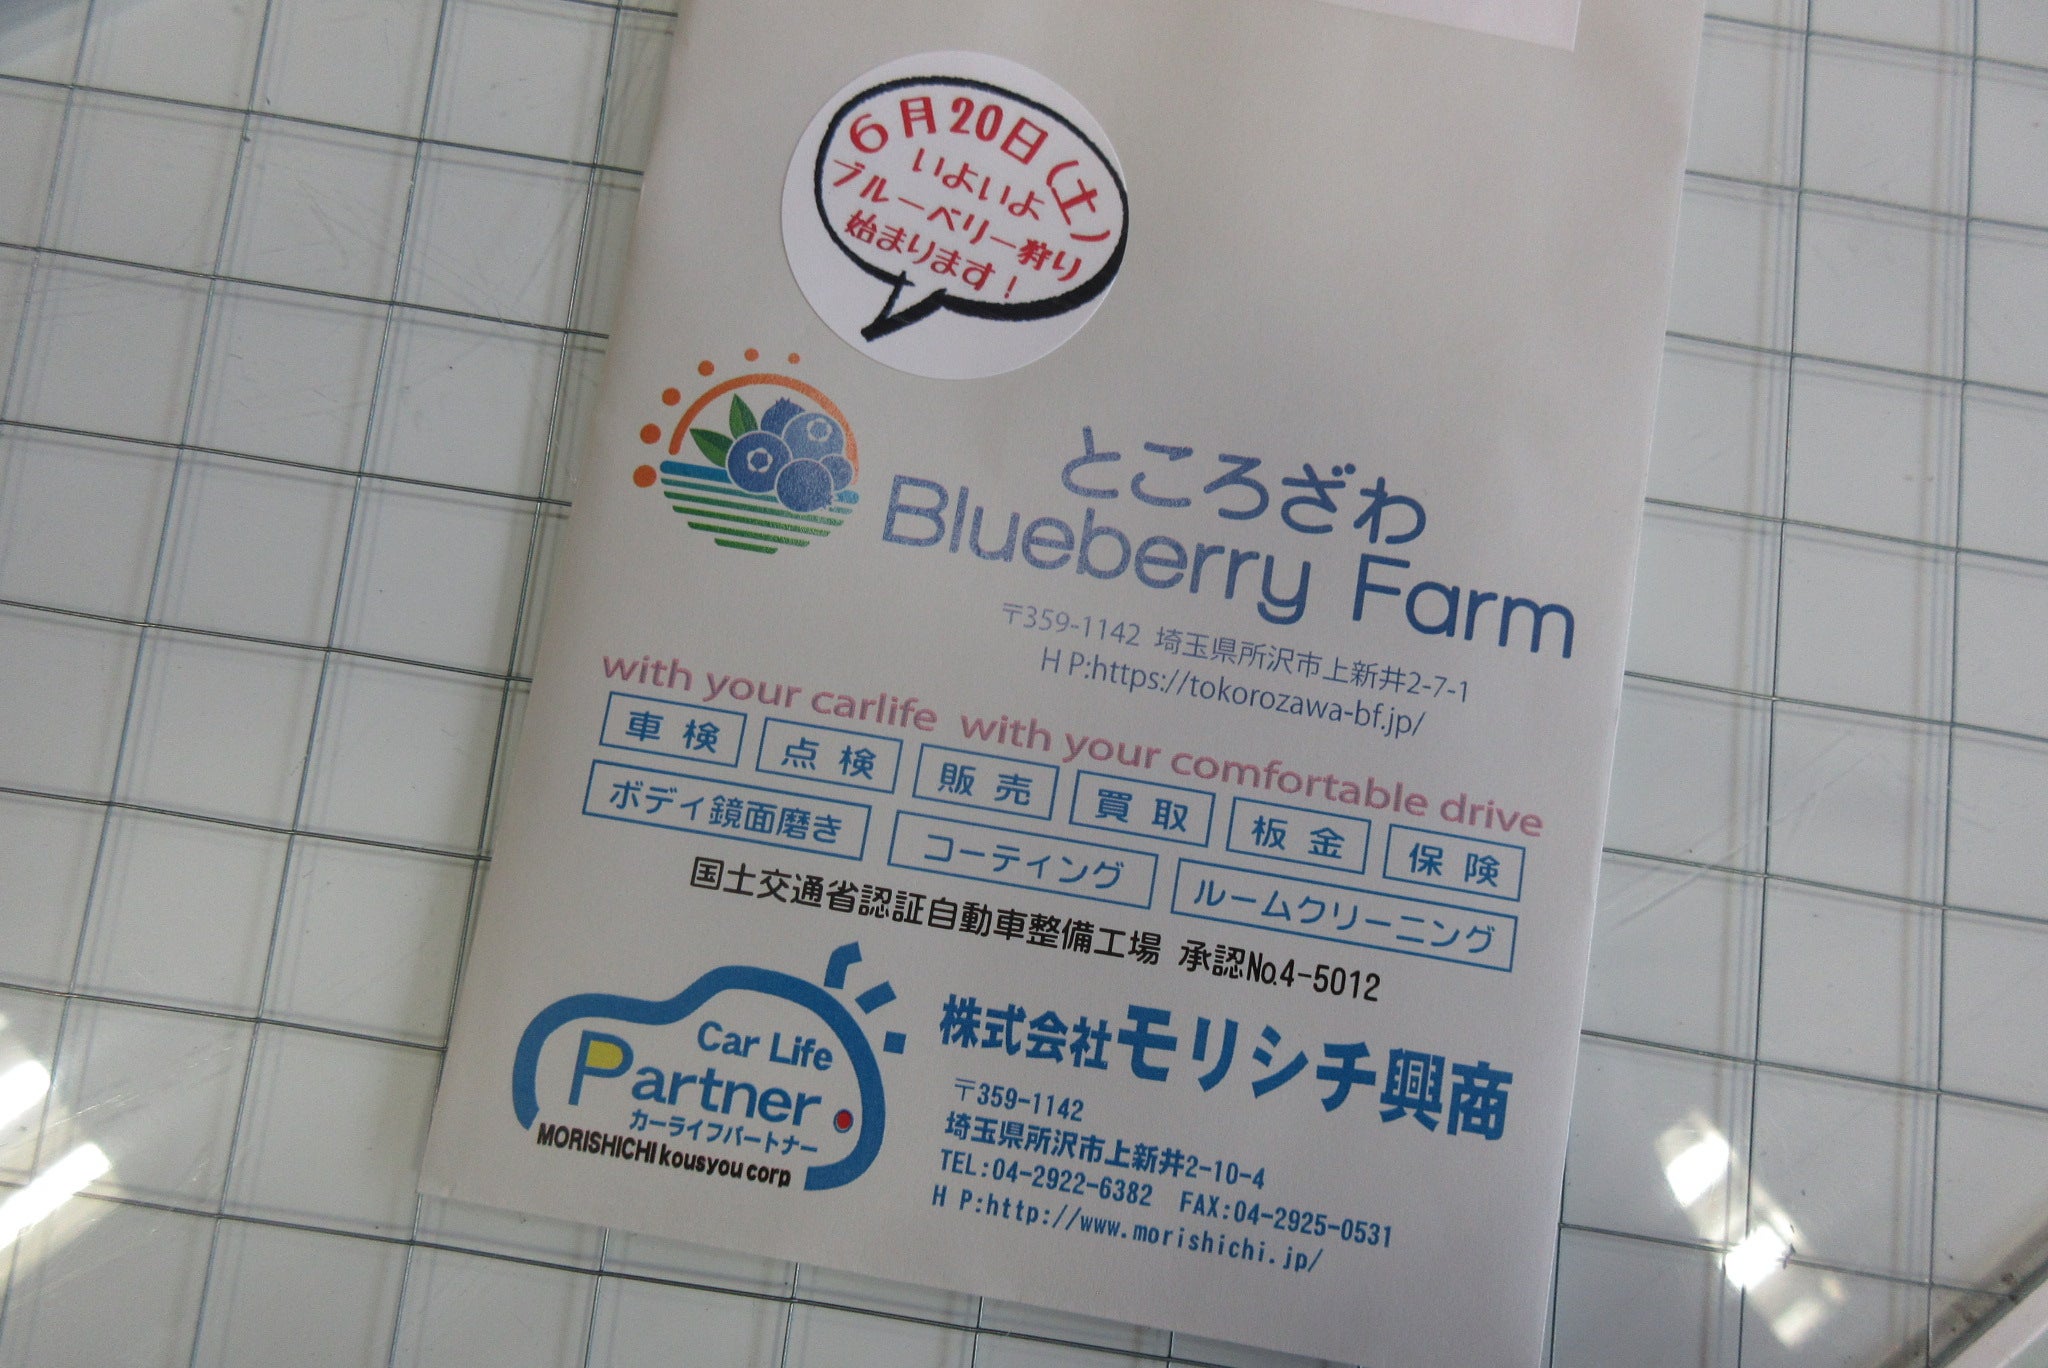 6月20日(土)
いよいよ
ブルーベリー狩り
始まります!
ところざわ
Blueberry Farm
〒359-1142 埼玉県所沢市上新井2-7-1
H P:https://tokorozawa-bf.jp/
with your carlife with your comfortable drive
車検 点検 販売 買取 板金 保険
ボディ鏡面磨き コーティング ルームクリーニング
国土交通省認証自動車整備工場 承認No.4-5012
Car Life
Partner
カーライフパートナー
MORISHICHI kousyou corp
株式会社モリシチ興商
〒359-1142
埼玉県所沢市上新井2-10-4
TEL:04-2922-6382 FAX:04-2925-0531
H P:http://www.morishichi.jp/